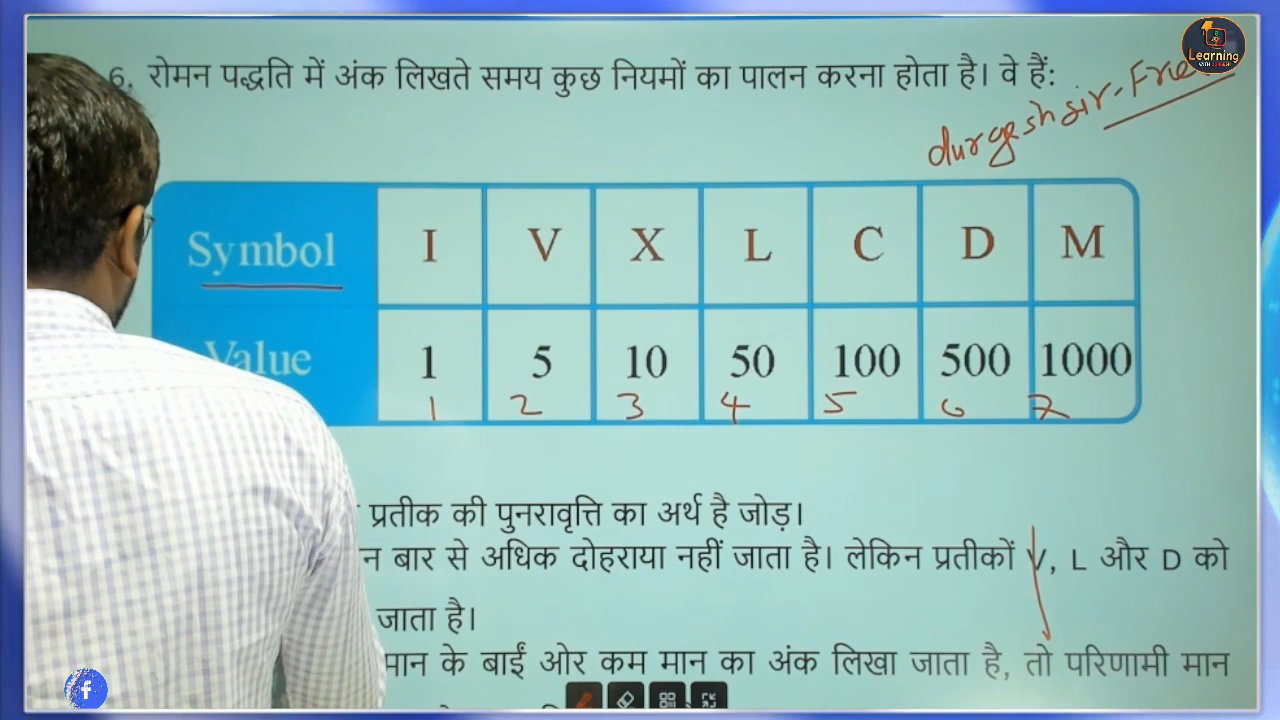 Learning
6. रोमन पद्धति में अंक लिखते समय कुछ नियमों का पालन करना होता है। वे हैं:
durgesh sir-Frie
Symbol I V X L C D M
Value 1 5 10 50 100 500 1000
1 2 3 4 5 6 7
प्रतीक की पुनरावृत्ति का अर्थ है जोड़।
न बार से अधिक दोहराया नहीं जाता है। लेकिन प्रतीकों V, L और D को
जाता है।
मान के बाईं ओर कम मान का अंक लिखा जाता है, तो परिणामी मान
f